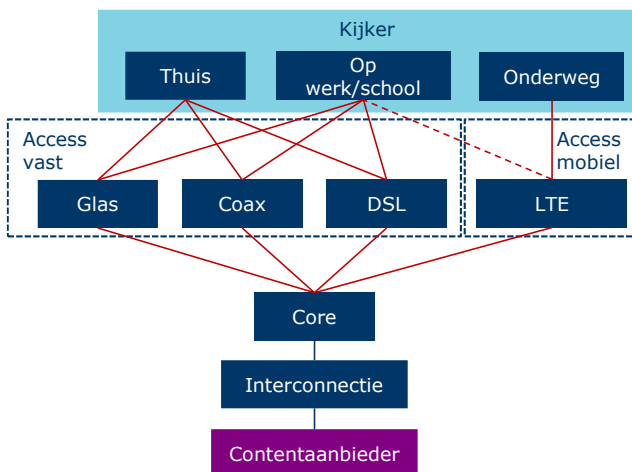 Kijker
Thuis
Op
werk/school
Onderweg
Access
vast
Access
mobiel
Glas
Coax
DSL
LTE
Core
Interconnectie
Contentaanbieder